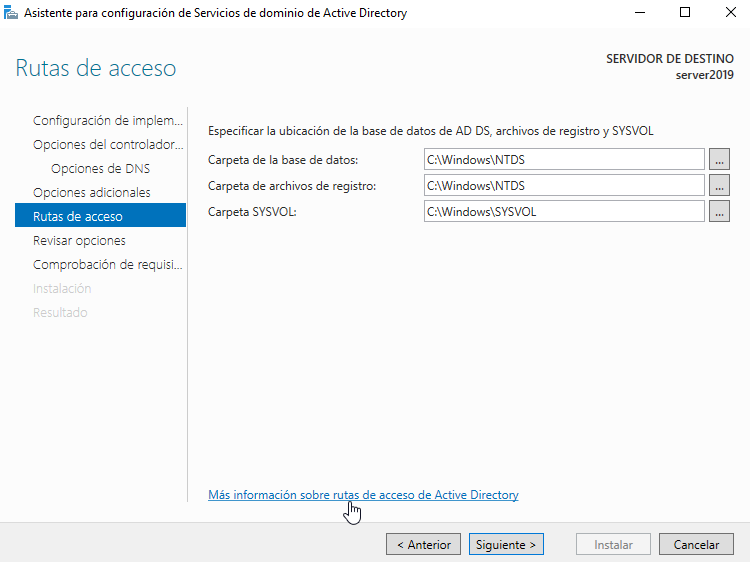 Asistente para configuración de Servicios de dominio de Active Directory
Rutas de acceso
SERVIDOR DE DESTINO
server2019
Configuración de implem...
Opciones del controlador...
Opciones de DNS
Opciones adicionales
Rutas de acceso
Revisar opciones
Comprobación de requisi...
Instalación
Resultado
Especificar la ubicación de la base de datos de AD DS, archivos de registro y SYSVOL
Carpeta de la base de datos: C:\Windows\NTDS ...
Carpeta de archivos de registro: C:\Windows\NTDS ...
Carpeta SYSVOL: C:\Windows\SYSVOL ...
Más información sobre rutas de acceso de Active Directory
< Anterior Siguiente > Instalar Cancelar